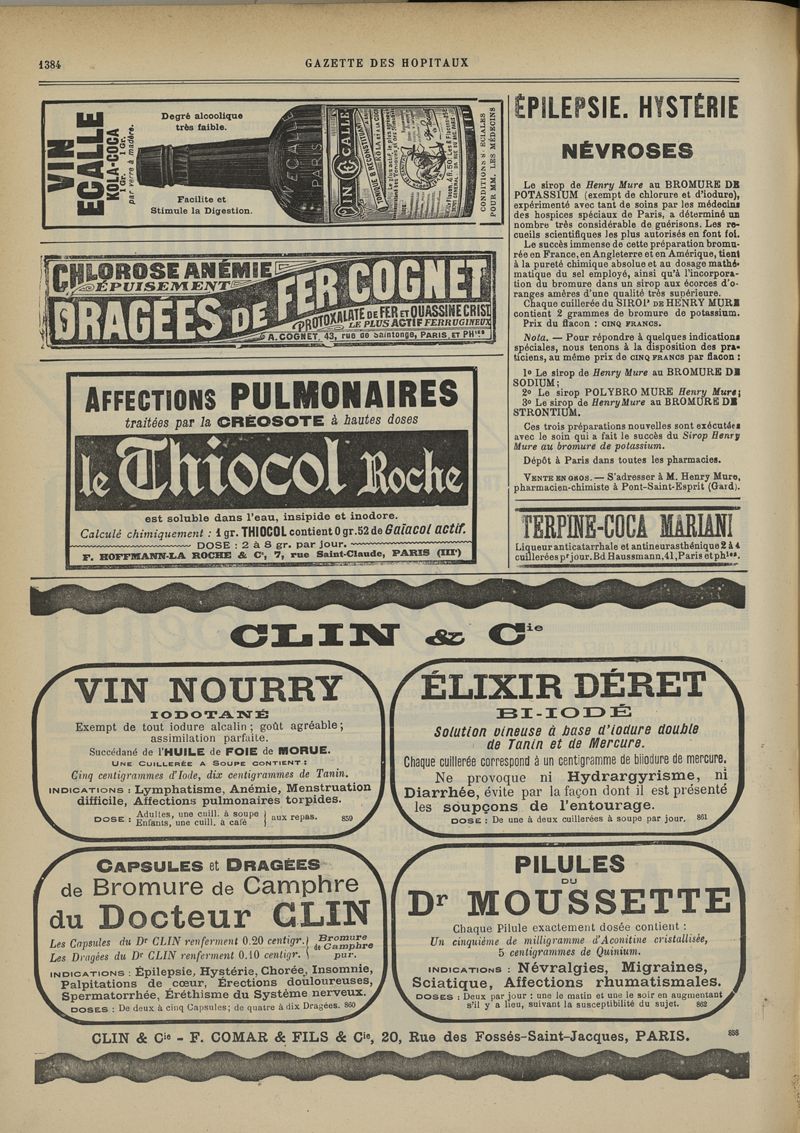 1384
GAZETTE DES HOPITAUX
VIN
ECALLE
KOLA-COCA
1 Gr. 1 Gr.
par verre à madère.
Degré alcoolique
très faible.
Facilite et
Stimule la Digestion.
VIN ECALLE
PARIS
VIN ECALLE
CONDITIONS SPÉCIALES
POUR MM. LES MÉDECINS
CHLOROSE ANÉMIE
ÉPUISEMENT
DRAGÉES DE FER COGNET
PROTOXALATE DE FER ET QUASSINE CRIST
LE PLUS ACTIF FERRUGINEUX
A. COGNET, 43, rue de Saintonge, PARIS, ET PHies
AFFECTIONS PULMONAIRES
traitées par la CRÉOSOTE à hautes doses
le Thiocol Roche
est soluble dans l'eau, insipide et inodore.
Calculé chimiquement : 1 gr. THIOCOL contient 0 gr. 52 de Gaïacol actif.
DOSE : 2 à 8 gr. par jour.
F. HOFFMANN-LA ROCHE & Cie, 7, rue Saint-Claude, PARIS (IIIe)
ÉPILEPSIE. HYSTÉRIE
NÉVROSES
Le sirop de Henry Mure au BROMURE DE
POTASSIUM (exempt de chlorure et d'iodure),
expérimenté avec tant de soins par les médecins
des hospices spéciaux de Paris, a déterminé un
nombre très considérable de guérisons. Les re-
cueils scientifiques les plus autorisés en font foi.
Le succès immense de cette préparation bromu-
rée en France, en Angleterre et en Amérique, tient
à la pureté chimique absolue et au dosage mathé-
matique du sel employé, ainsi qu'à l'incorpora-
tion du bromure dans un sirop aux écorces d'o-
ranges amères d'une qualité très supérieure.
Chaque cuillerée du SIROP DE HENRY MURE
contient 2 grammes de bromure de potassium.
Prix du flacon : CINQ FRANCS.
Nota. — Pour répondre à quelques indications
spéciales, nous tenons à la disposition des pra-
ticiens, au même prix de CINQ FRANCS par flacon :
1o Le sirop de Henry Mure au BROMURE DE
SODIUM;
2o Le sirop POLYBRO MURE Henry Mure;
3o Le sirop de Henry Mure au BROMURE DE
STRONTIUM.
Ces trois préparations nouvelles sont exécutées
avec le soin qui a fait le succès du Sirop Henry
Mure au bromure de potassium.
Dépôt à Paris dans toutes les pharmacies.
VENTE EN GROS. — S'adresser à M. Henry Mure,
pharmacien-chimiste à Pont-Saint-Esprit (Gard).
TERPINE-COCA MARIANI
Liqueur anticatarrhale et antineurasthénique 2 à 4
cuillerées pr jour. Bd Haussmann, 41, Paris et phies.
CLIN & Cie
VIN NOURRY
IODOTANÉ
Exempt de tout iodure alcalin; goût agréable;
assimilation parfaite.
Succédané de l'HUILE de FOIE de MORUE.
UNE CUILLERÉE A SOUPE CONTIENT :
Cinq centigrammes d'Iode, dix centigrammes de Tanin.
INDICATIONS : Lymphatisme, Anémie, Menstruation
difficile, Affections pulmonaires torpides.
DOSE : Adultes, une cuill. à soupe
Enfants, une cuill. à café
aux repas. 859
ÉLIXIR DÉRET
BI-IODÉ
Solution vineuse à base d'iodure double
de Tanin et de Mercure.
Chaque cuillerée correspond à un centigramme de biiodure de mercure.
Ne provoque ni Hydrargyrisme, ni
Diarrhée, évite par la façon dont il est présenté
les soupçons de l'entourage.
DOSE : De une à deux cuillerées à soupe par jour. 861
CAPSULES et DRAGÉES
de Bromure de Camphre
du Docteur CLIN
Les Capsules du Dr CLIN renferment 0.20 centigr.
Les Dragées du Dr CLIN renferment 0.10 centigr.
Bromure
de Camphre
pur.
INDICATIONS : Épilepsie, Hystérie, Chorée, Insomnie,
Palpitations de cœur, Érections douloureuses,
Spermatorrhée, Éréthisme du Système nerveux.
DOSES : De deux à cinq Capsules; de quatre à dix Dragées. 860
PILULES
DU
Dr MOUSSETTE
Chaque Pilule exactement dosée contient :
Un cinquième de milligramme d'Aconitine cristallisée,
5 centigrammes de Quinium.
INDICATIONS : Névralgies, Migraines,
Sciatique, Affections rhumatismales.
DOSES : Deux par jour : une le matin et une le soir en augmentant
s'il y a lieu, suivant la susceptibilité du sujet. 862
CLIN & Cie - F. COMAR & FILS & Cie, 20, Rue des Fossés-Saint-Jacques, PARIS. 858